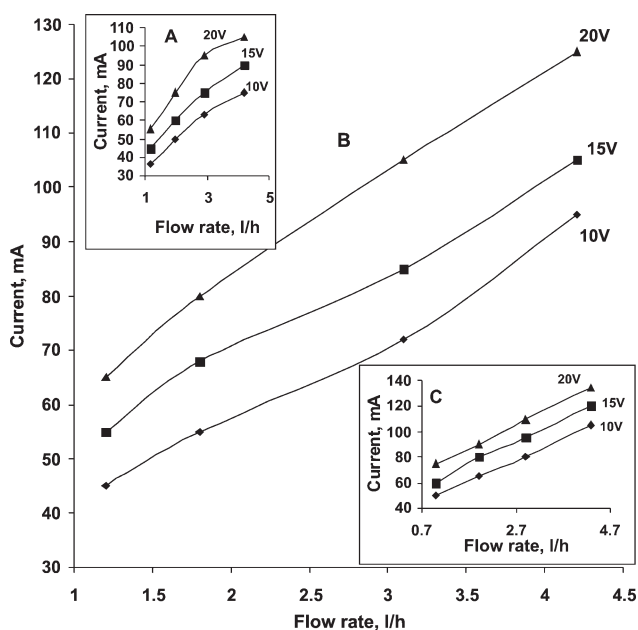 130
120
110
100
90
80
70
60
50
40
30
1 1.5 2 2.5 3 3.5 4 4.5
Current, mA
Flow rate, l/h
B
20V
15V
10V
A
110
100
90
80
70
60
50
40
30
1 3 5
Current, mA
Flow rate, l/h
20V
15V
10V
C
140
120
100
80
60
40
0.7 2.7 4.7
Current, mA
Flow rate, l/h
20V
15V
10V